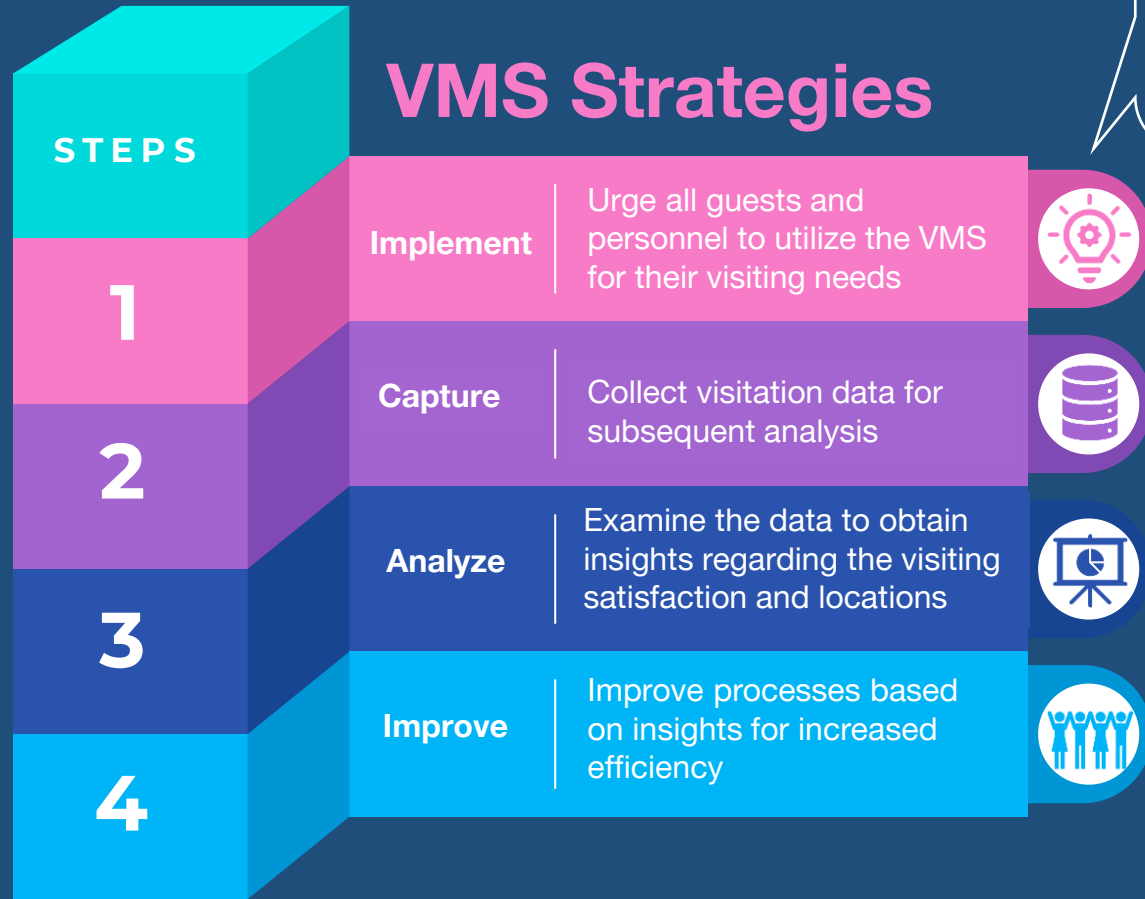 VMS Strategies
STEPS
1
Implement
Urge all guests and
personnel to utilize the VMS
for their visiting needs
2
Capture
Collect visitation data for
subsequent analysis
3
Analyze
Examine the data to obtain
insights regarding the visiting
satisfaction and locations
4
Improve
Improve processes based
on insights for increased
efficiency